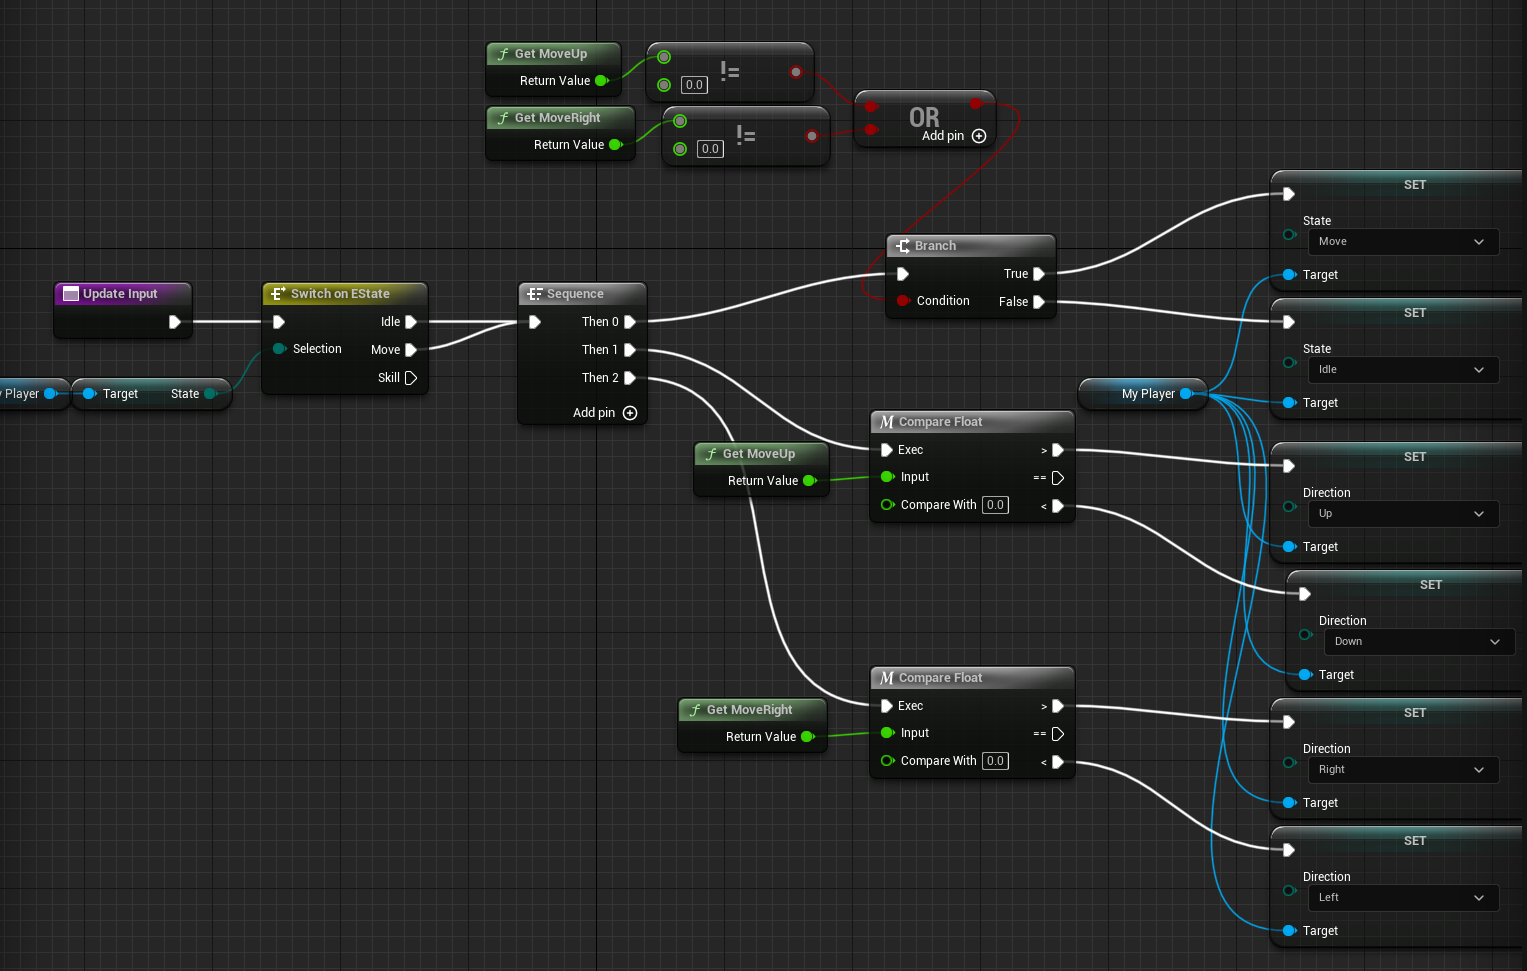 Get MoveUp
Return Value
0.0
!=
Get MoveRight
Return Value
0.0
!=
OR
Add pin
Update Input
Player
Target
State
Switch on EState
Selection
Idle
Move
Skill
Sequence
Then 0
Then 1
Then 2
Add pin
Branch
Condition
True
False
Get MoveUp
Return Value
Compare Float
Exec
Input
Compare With 0.0
>
==
<
Get MoveRight
Return Value
Compare Float
Exec
Input
Compare With 0.0
>
==
<
My Player
SET
State
Move
Target
SET
State
Idle
Target
SET
Direction
Up
Target
SET
Direction
Down
Target
SET
Direction
Right
Target
SET
Direction
Left
Target